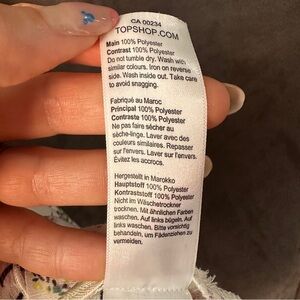 CA 00234
TOPSHOP.COM
Main 100% Polyester
Contrast 100% Polyester
Do not tumble dry. Wash with
similar colours. Iron on reverse
side. Wash inside out. Take care
to avoid snagging.
Fabriqué au Maroc
Principal 100% Polyester
Contraste 100% Polyester
Ne pas faire sécher au
sèche-linge. Laver avec des
couleurs similaires. Repasser
sur l'envers. Laver sur l'envers.
Évitez les accrocs.
Hergestellt in Marokko
Hauptstoff 100% Polyester
Kontraststoff 100% Polyester
Nicht im Wäschetrockner
trocknen. Mit ähnlichen Farben
waschen. Auf links bügeln. Auf
links waschen. Bitte vorsichtig
behandeln, um Fädenziehen zu
vermeiden.